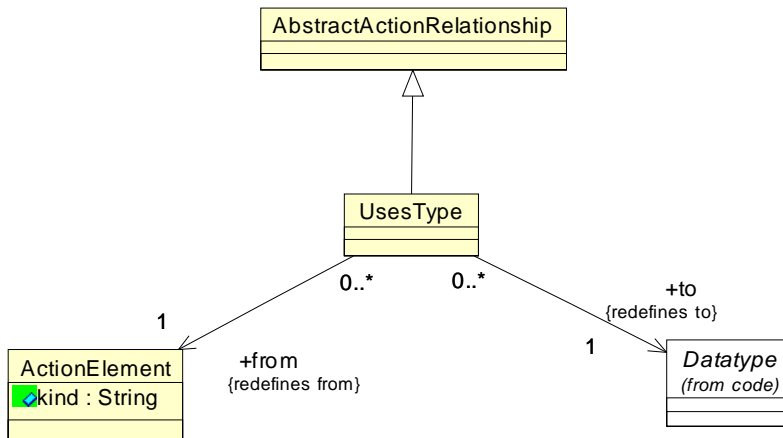 AbstractActionRelationship
UsesType
0..*
0..*
+to
{redefines to}
1
1
+from
{redefines from}
ActionElement
kind : String
Datatype
(from code)